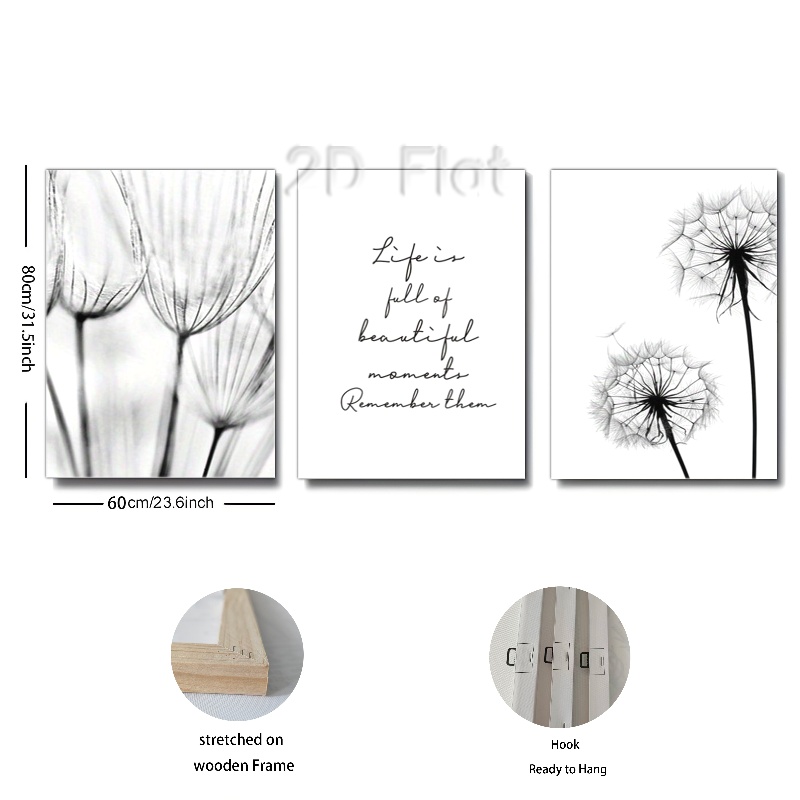 2D Flat
80cm/31.5inch
Life is
full of
beautiful
moments
Remember them
60cm/23.6inch
stretched on
wooden Frame
Hook
Ready to Hang